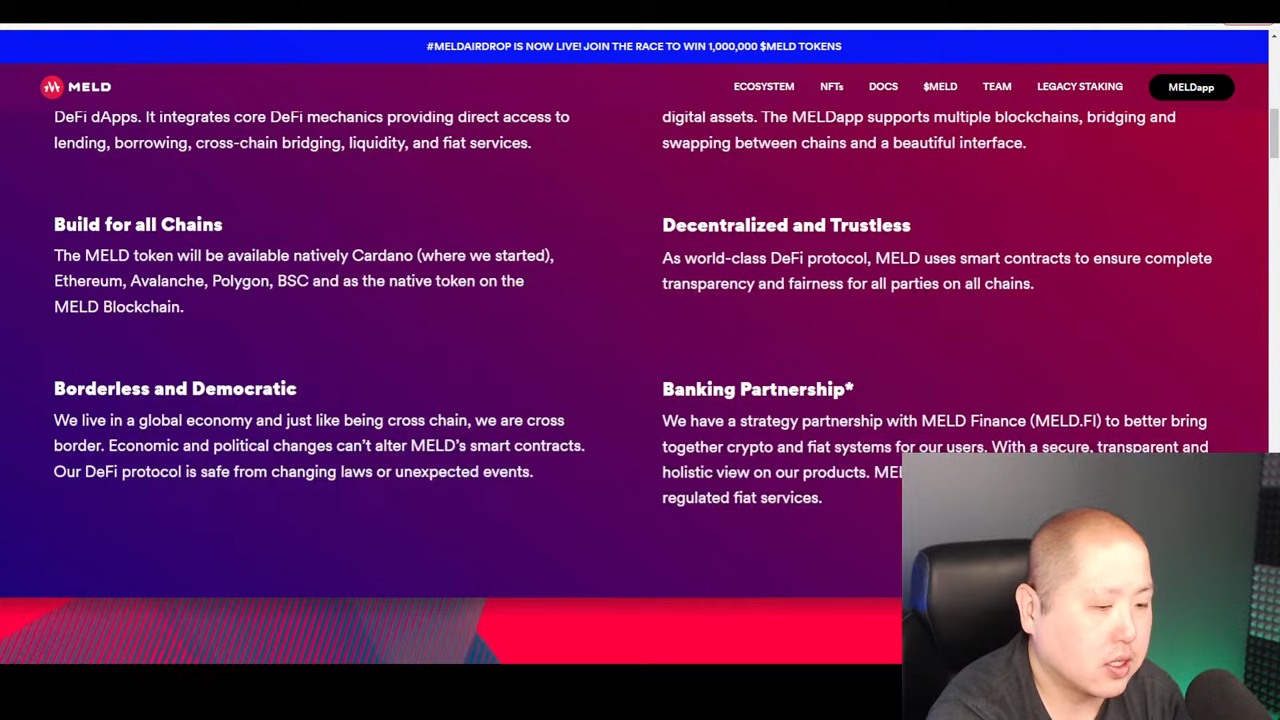 #MELDAIRDROP IS NOW LIVE! JOIN THE RACE TO WIN 1,000,000 $MELD TOKENS
MELD
ECOSYSTEM NFTs DOCS $MELD TEAM LEGACY STAKING MELDapp
DeFi dApps. It integrates core DeFi mechanics providing direct access to
lending, borrowing, cross-chain bridging, liquidity, and fiat services.
digital assets. The MELDapp supports multiple blockchains, bridging and
swapping between chains and a beautiful interface.
Build for all Chains
The MELD token will be available natively Cardano (where we started),
Ethereum, Avalanche, Polygon, BSC and as the native token on the
MELD Blockchain.
Decentralized and Trustless
As world-class DeFi protocol, MELD uses smart contracts to ensure complete
transparency and fairness for all parties on all chains.
Borderless and Democratic
We live in a global economy and just like being cross chain, we are cross
border. Economic and political changes can't alter MELD's smart contracts.
Our DeFi protocol is safe from changing laws or unexpected events.
Banking Partnership*
We have a strategy partnership with MELD Finance (MELD.FI) to better bring
together crypto and fiat systems for our users. With a secure, transparent and
holistic view on our products.
regulated fiat services.